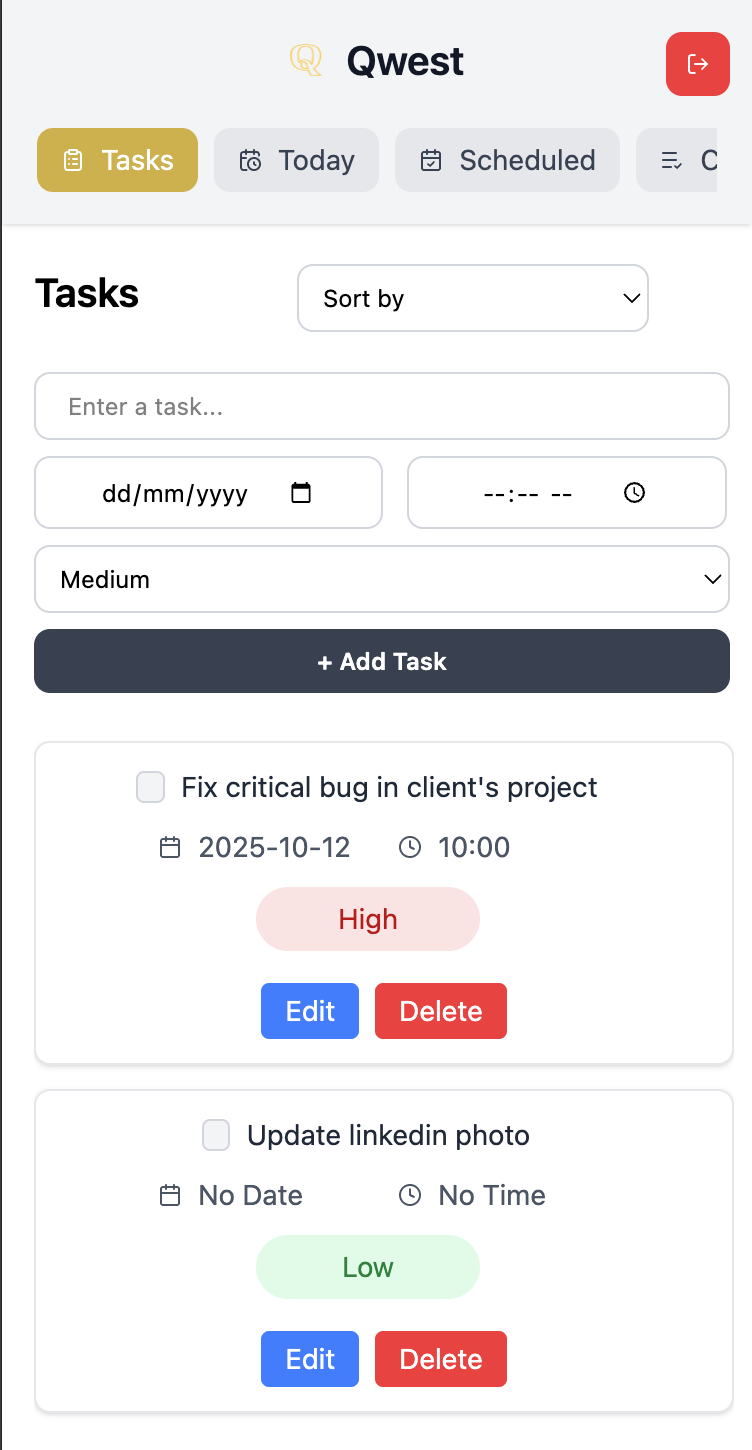 Q Qwest
Tasks Today Scheduled C
Tasks Sort by
Enter a task...
dd/mm/yyyy --:-- --
Medium
+ Add Task
Fix critical bug in client's project
2025-10-12 10:00
High
Edit Delete
Update linkedin photo
No Date No Time
Low
Edit Delete